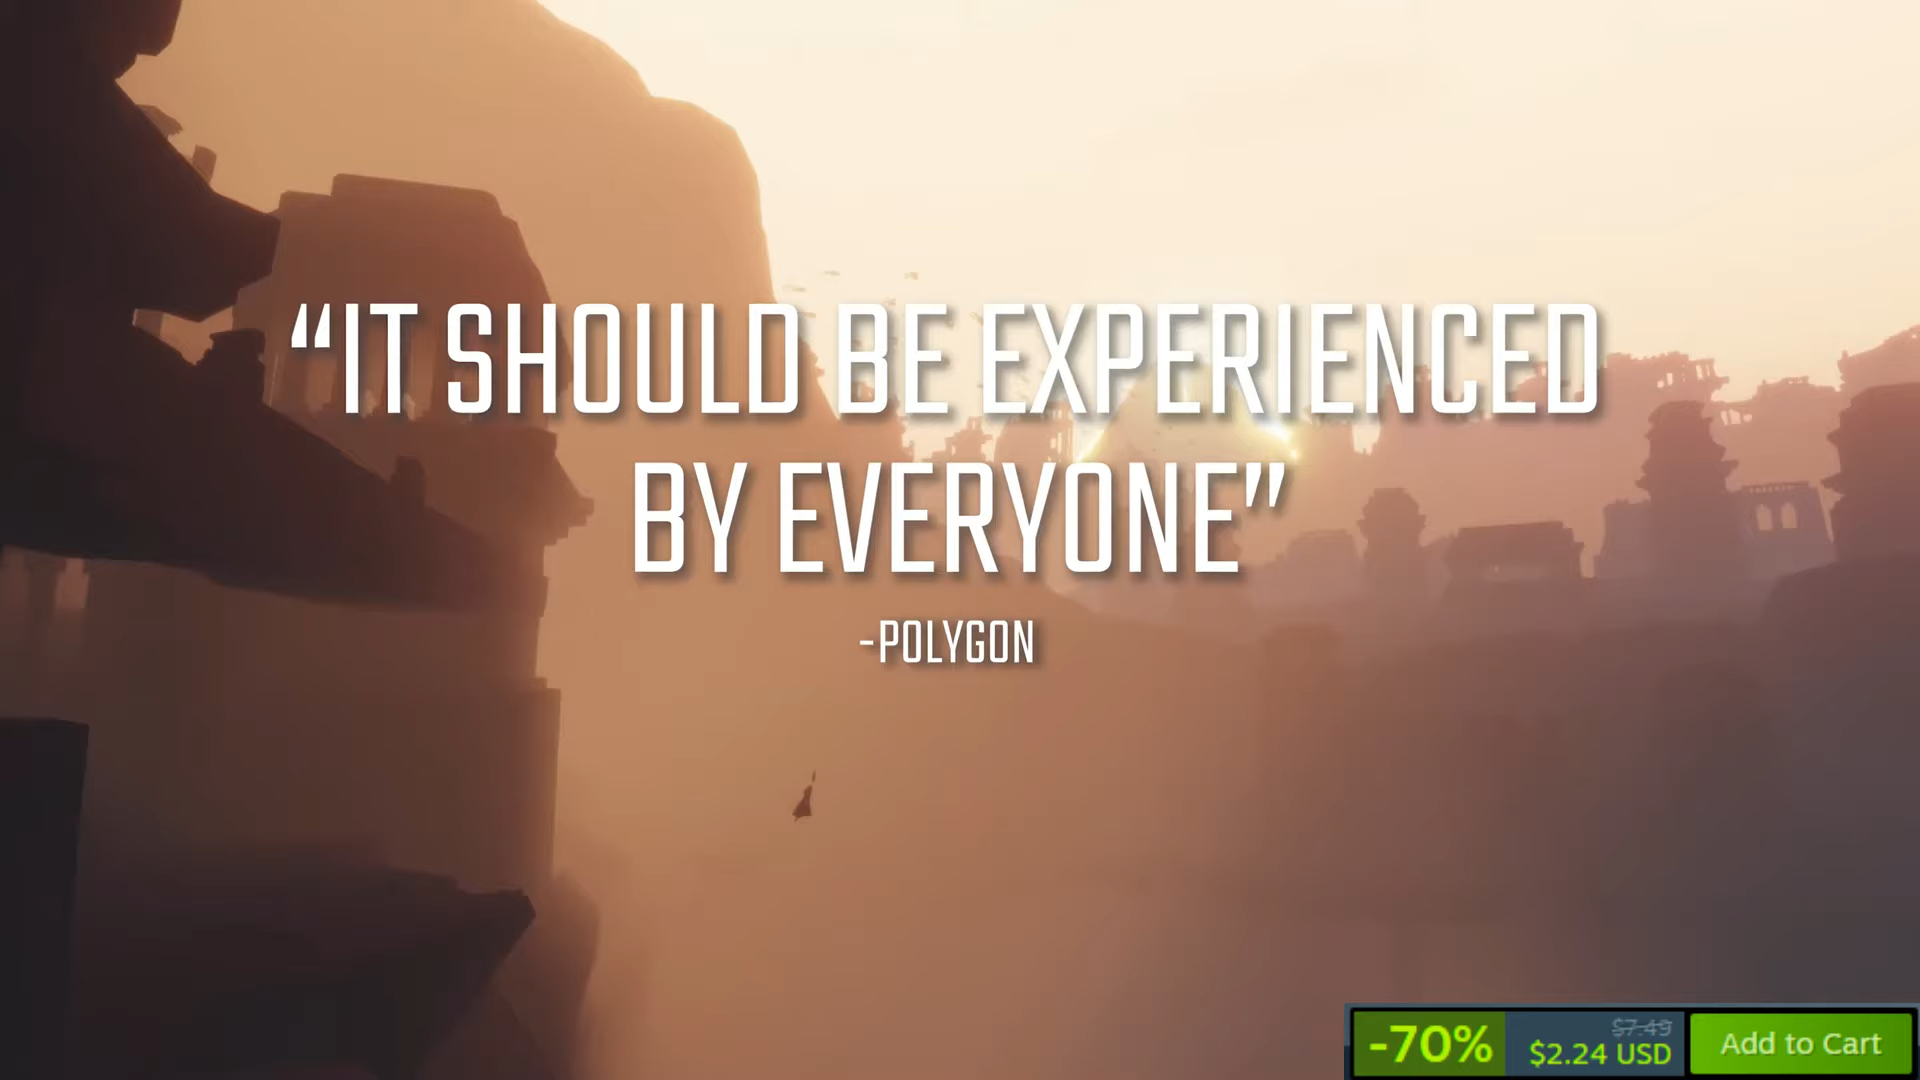 “IT SHOULD BE EXPERIENCED
BY EVERYONE”
-POLYGON
-70%
$7.49
$2.24 USD
Add to Cart